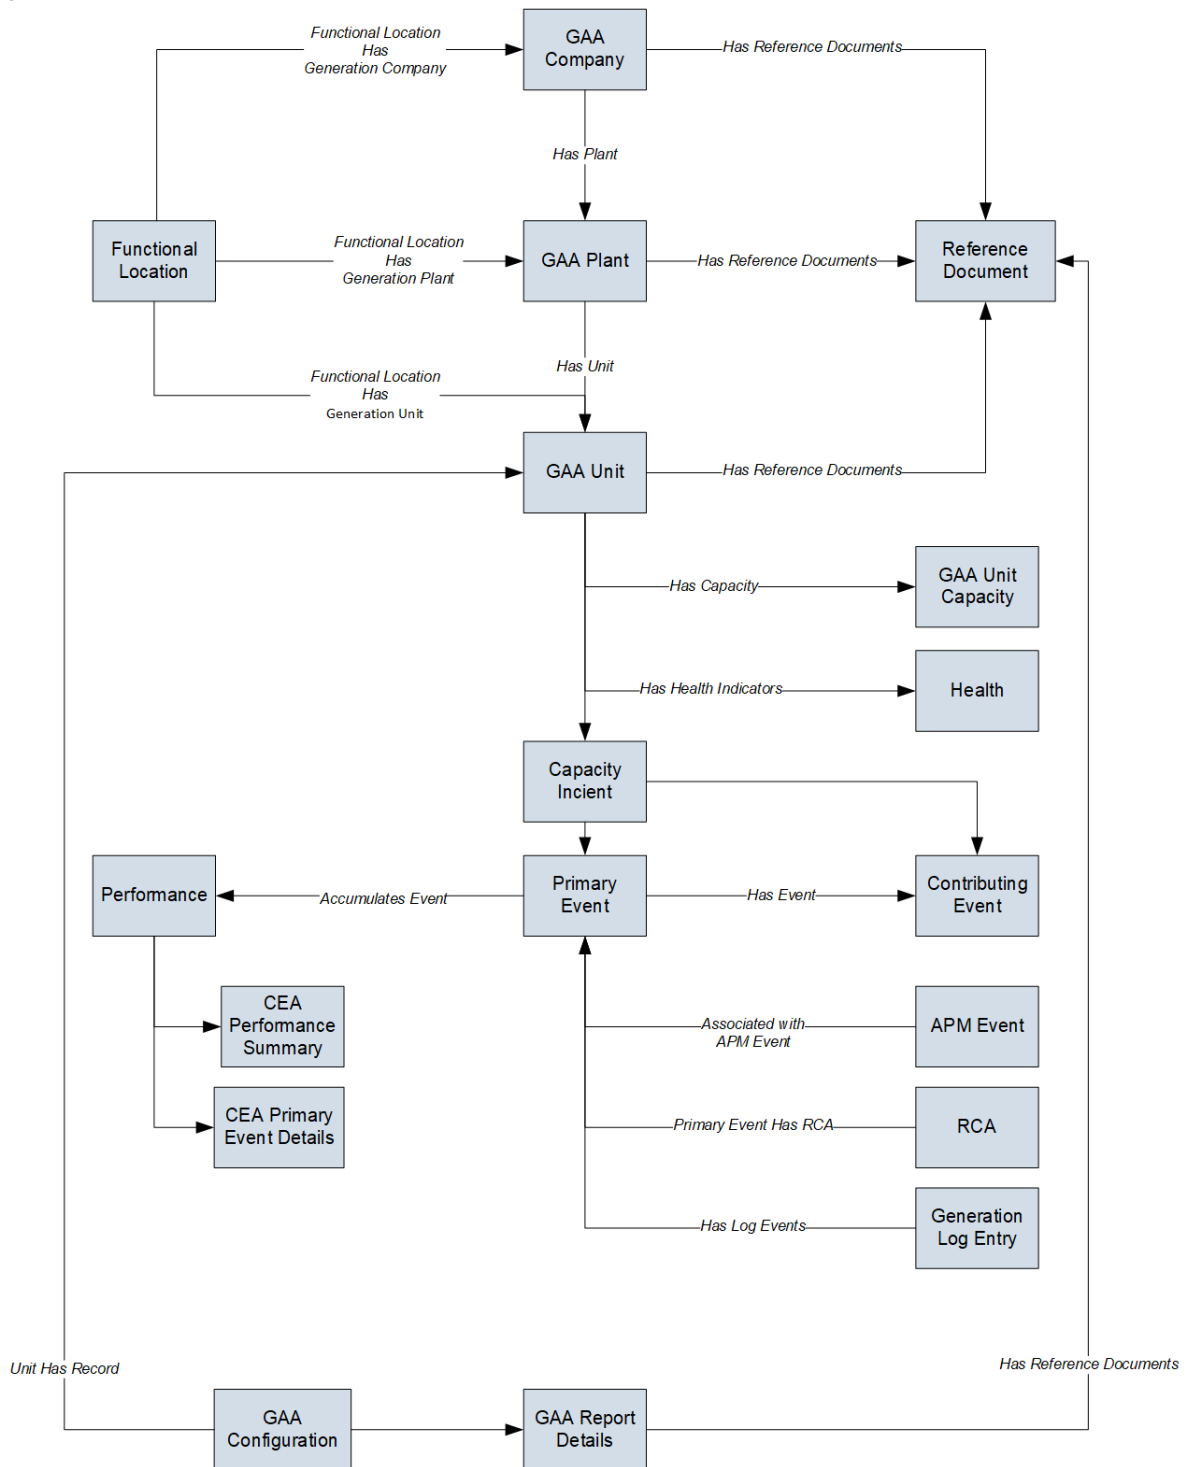 Functional Location
Has
Generation Company
GAA
Company
Has Reference Documents
Has Plant
Functional
Location
Functional Location
Has
Generation Plant
GAA Plant
Has Reference Documents
Reference
Document
Has Unit
Functional Location
Has
Generation Unit
GAA Unit
Has Reference Documents
Has Capacity
GAA Unit
Capacity
Has Health Indicators
Health
Capacity
Incient
Performance
Accumulates Event
Primary
Event
Has Event
Contributing
Event
CEA
Performance
Summary
Associated with
APM Event
APM Event
CEA Primary
Event Details
Primary Event Has RCA
RCA
Has Log Events
Generation
Log Entry
Unit Has Record
Has Reference Documents
GAA
Configuration
GAA Report
Details